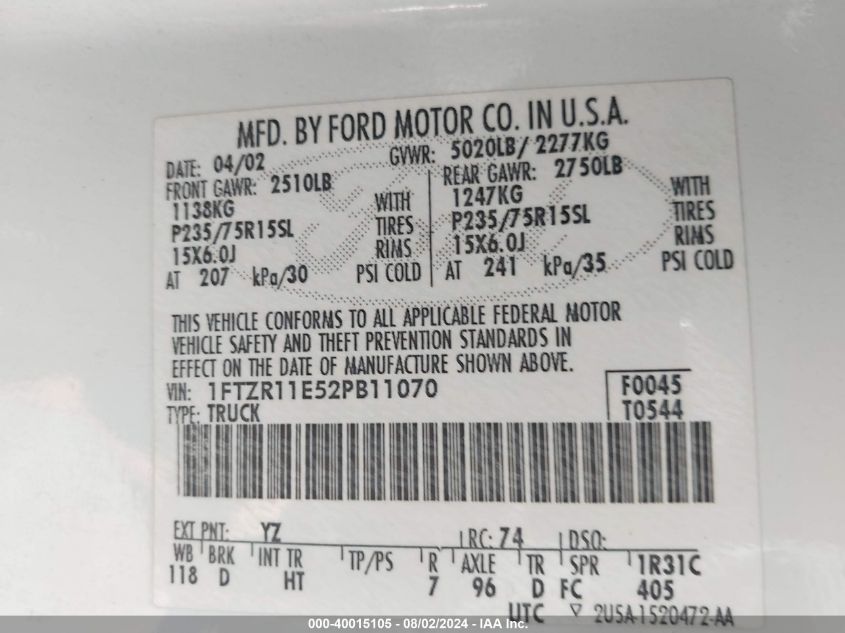 MFD. BY FORD MOTOR CO. IN U.S.A.
DATE: 04/02 GVWR: 5020LB/ 2277KG
FRONT GAWR: 2510LB REAR GAWR: 2750LB
1138KG WITH 1247KG WITH
P235/75R15SL TIRES P235/75R15SL TIRES
15X6.0J RIMS 15X6.0J RIMS
AT 207 kPa/30 PSI COLD AT 241 kPa/35 PSI COLD
THIS VEHICLE CONFORMS TO ALL APPLICABLE FEDERAL MOTOR
VEHICLE SAFETY AND THEFT PREVENTION STANDARDS IN
EFFECT ON THE DATE OF MANUFACTURE SHOWN ABOVE.
VIN: 1FTZR11E52PB11070 F0045
TYPE: TRUCK T0544
EXT PNT: YZ RC: 74 DSO:
WB BRK INT TR TP/PS R AXLE TR SPR 1R31C
118 D HT 7 96 D FC 405
UTC ▽ 2U5A-1520472-AA
000-40015105 - 08/02/2024 - IAA Inc.